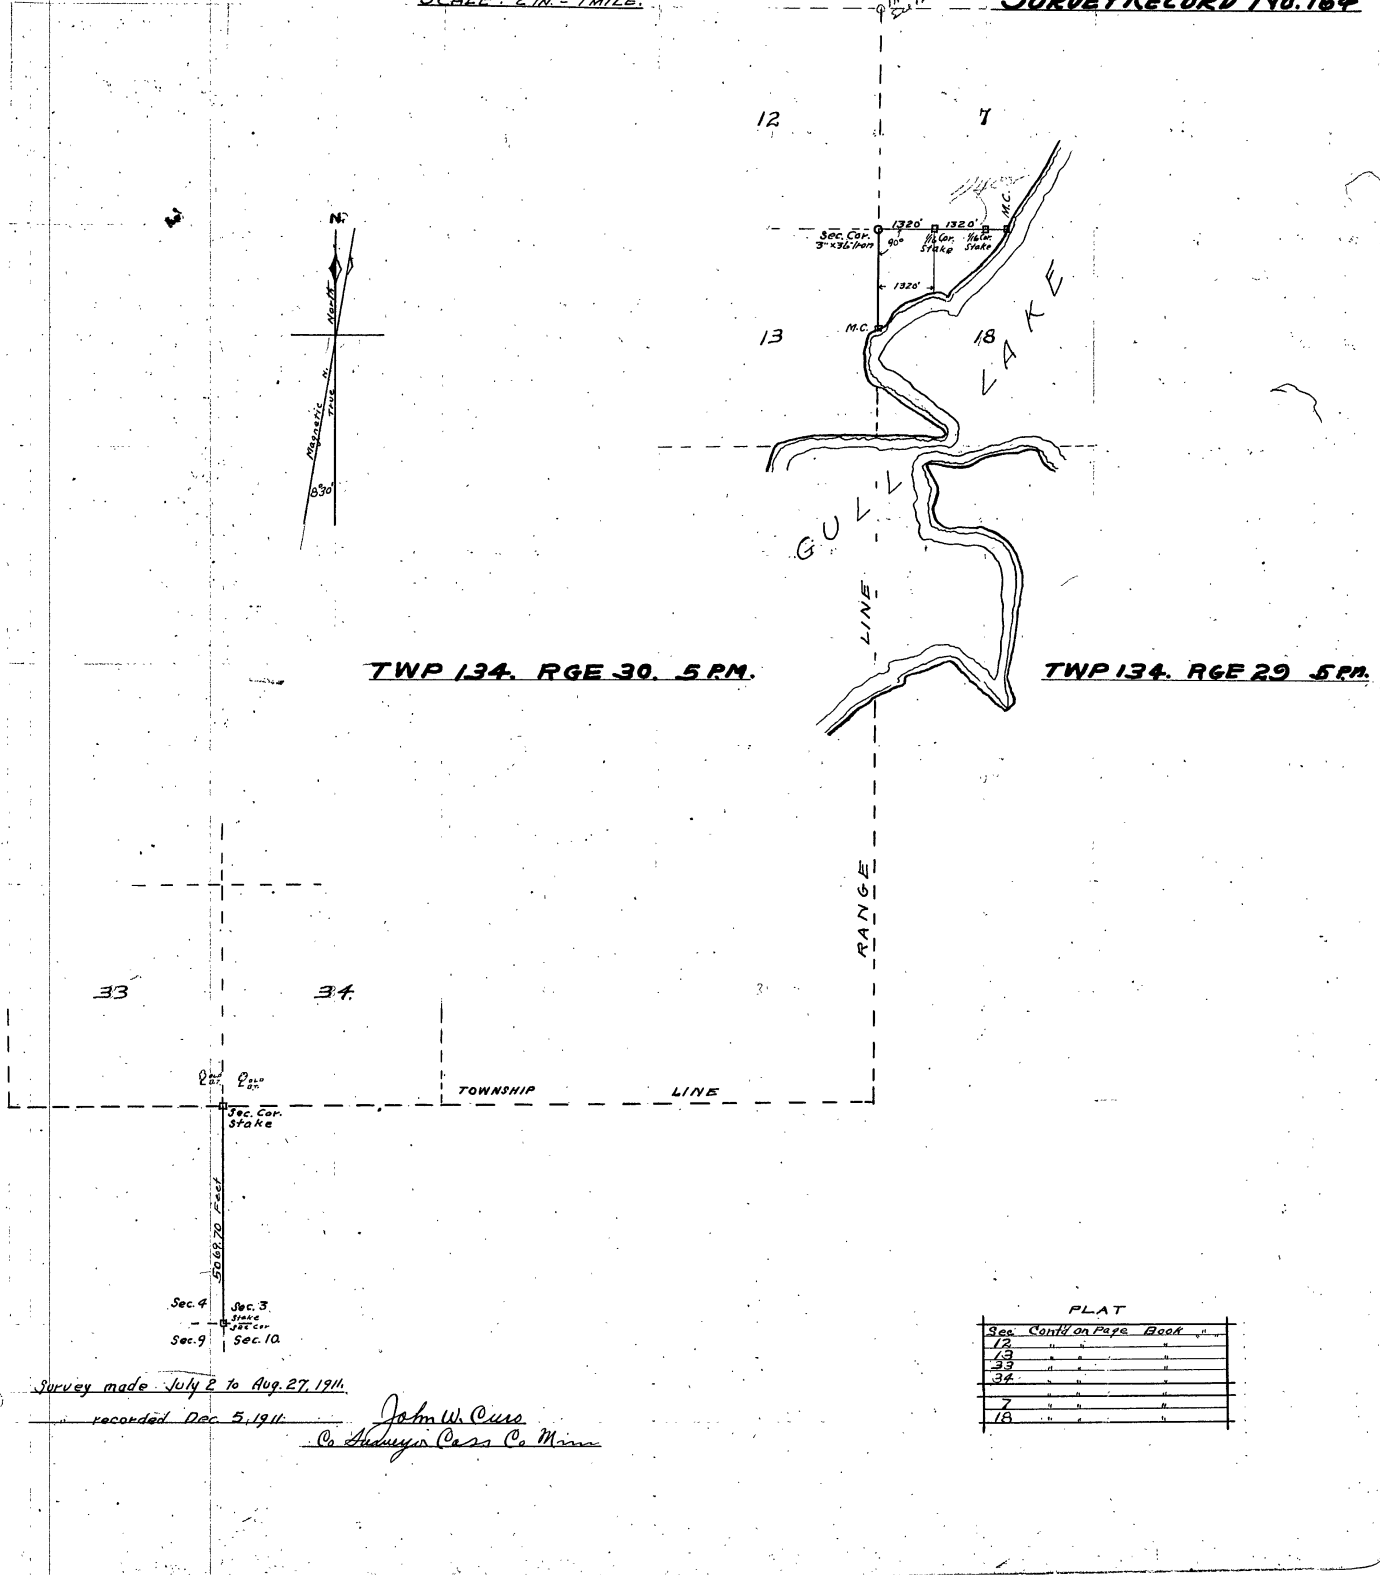 SCALE: 2 IN. = 1 MILE.
SURVEY RECORD No. 164
12
7
N.
North
Magnetic N.
True
8°30'
M.C.
1320' 1320'
Sec. Cor.
3"x36" Iron
90°
1/16 Cor.
Stake
1/16 Cor.
Stake
1320'
M.C.
13
18
GULL LAKE
RANGE LINE
TWP 134. RGE 30. 5 P.M.
TWP 134. RGE 29 5 P.M.
33
34.
OLD
B.T.
OLD
B.T.
TOWNSHIP LINE
Sec. Cor.
Stake
5069.70 Feet
Sec. 4
Sec. 3
Stake
Sec Cor
Sec. 9
Sec. 10
Survey made July 2 to Aug. 27, 1911.
" recorded Dec 5, 1911.
John W. Curo
Co Surveyor Cass Co Minn
PLAT
Sec. Cont'd on Page Book "
12 " " "
13 " " "
33 " " "
34 " " "
" " "
7 " " "
18 " " "